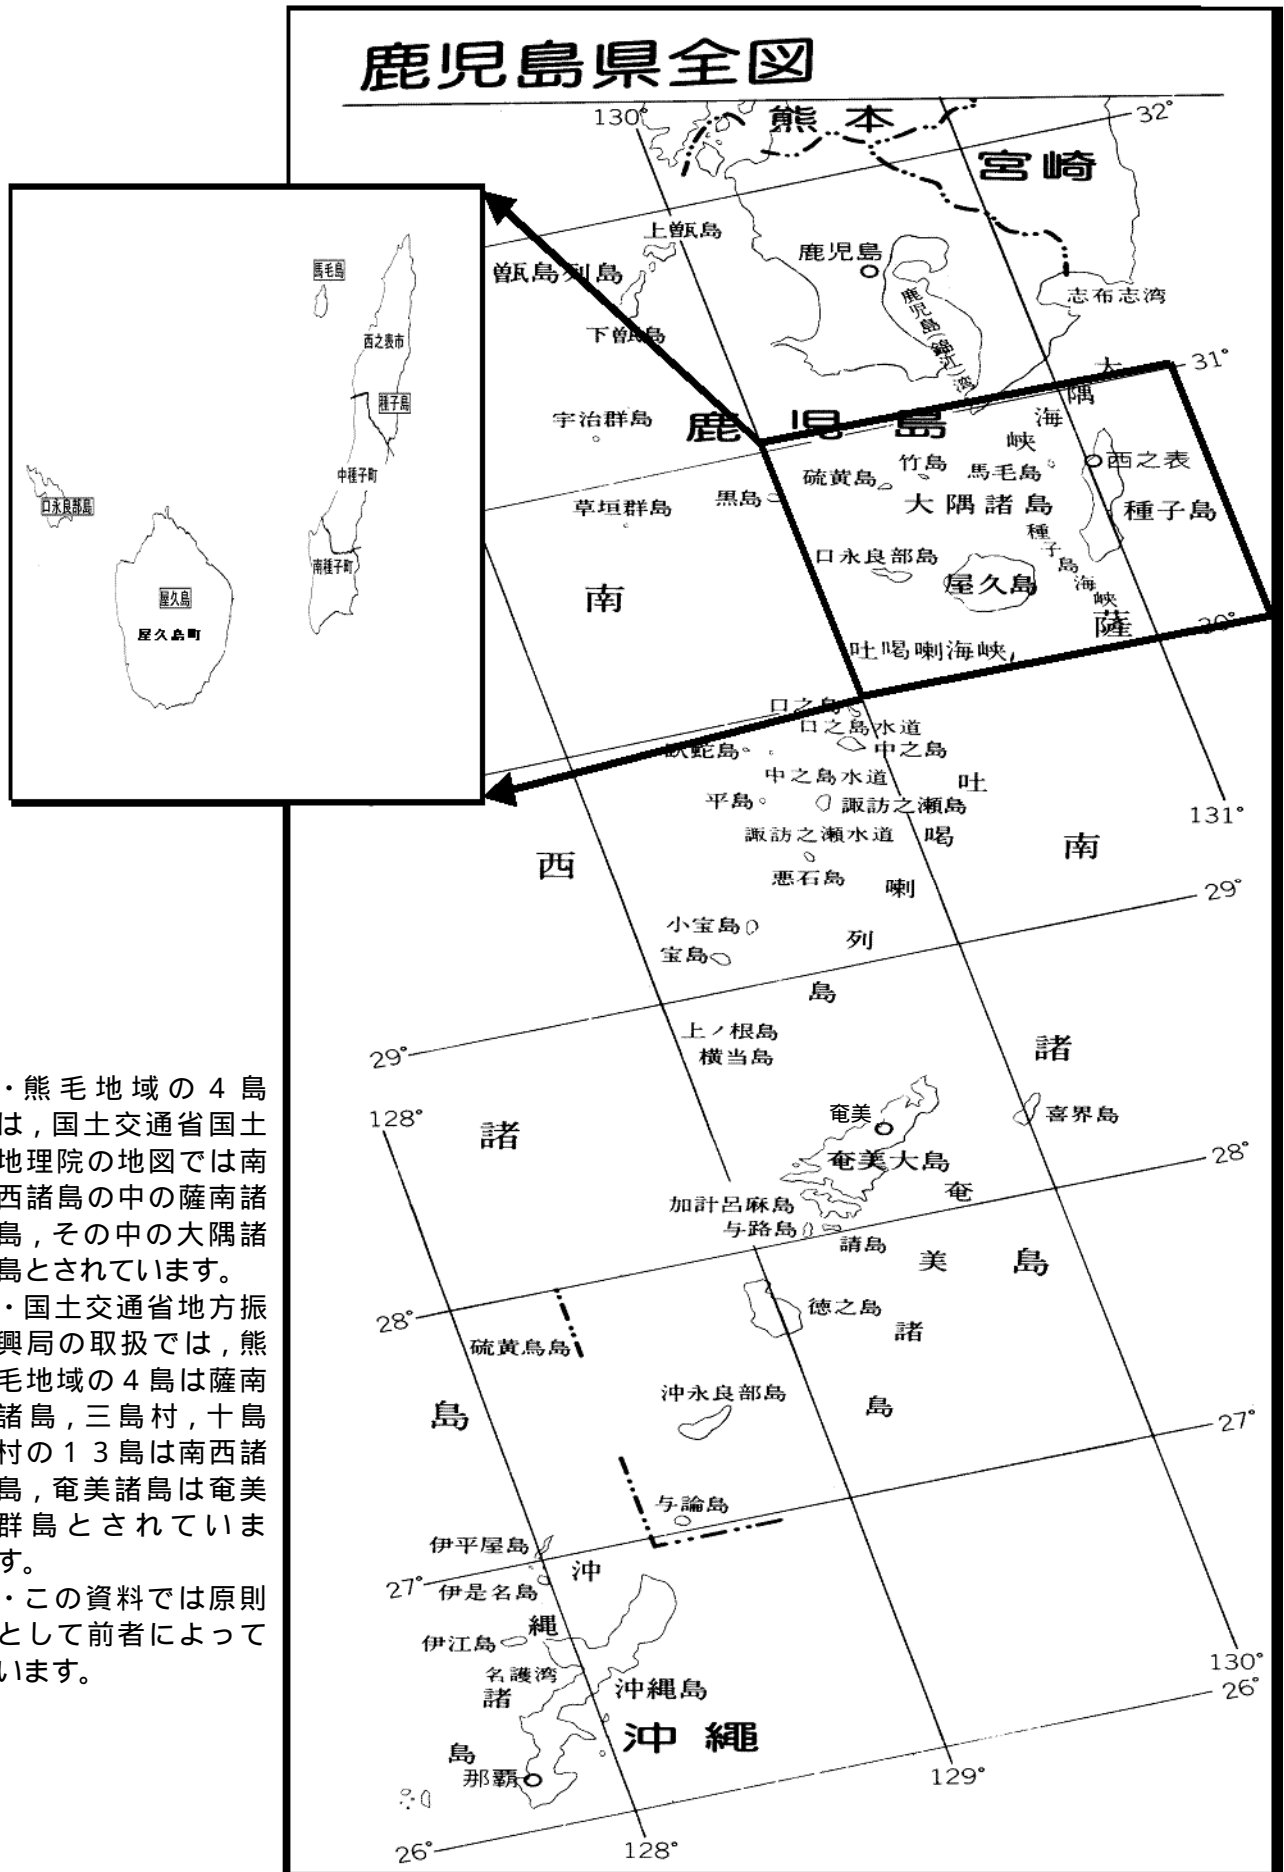 鹿児島県全図
130°
熊本
32°
宮崎
上甑島
鹿児島
甑島列島
志布志湾
鹿児島(錦江)湾
下甑島
31°
大隅海峡
宇治群島
鹿児島
西之表
竹島
馬毛島
硫黄島
黒島
大隅諸島
種子島
草垣群島
種子島海峡
口永良部島
屋久島
南
薩
30°
吐喝喇海峡
口之島
口之島水道
臥蛇島
中之島
中之島水道
吐
平島
諏訪之瀬島
131°
諏訪之瀬水道
喝
南
西
悪石島
喇
29°
小宝島
列
宝島
島
上ノ根島
諸
横当島
29°
128°
奄美
喜界島
諸
奄美大島
28°
加計呂麻島
奄
与路島
請島
美
島
徳之島
28°
諸
硫黄鳥島
沖永良部島
島
島
27°
与論島
伊平屋島
沖
27°
伊是名島
縄
伊江島
名護湾
130°
諸
沖縄島
26°
沖縄
島
那覇
129°
26°
128°
馬毛島
西之表市
種子島
中種子町
口永良部島
南種子町
屋久島
屋久島町
・熊毛地域の4島
は,国土交通省国土
地理院の地図では南
西諸島の中の薩南諸
島,その中の大隅諸
島とされています。
・国土交通省地方振
興局の取扱では,熊
毛地域の4島は薩南
諸島,三島村,十島
村の13島は南西諸
島,奄美諸島は奄美
群島とされていま
す。
・この資料では原則
として前者によって
います。